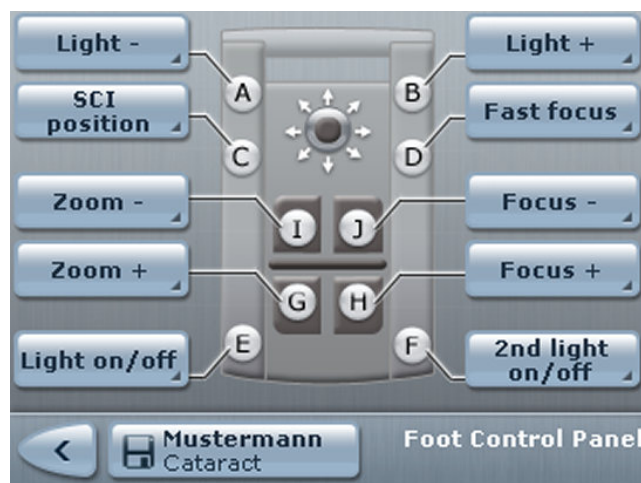 Light -
A
B
Light +
SCI
position
C
D
Fast focus
Zoom -
I
J
Focus -
Zoom +
G
H
Focus +
Light on/off
E
F
2nd light
on/off
<
Mustermann
Cataract
Foot Control Panel